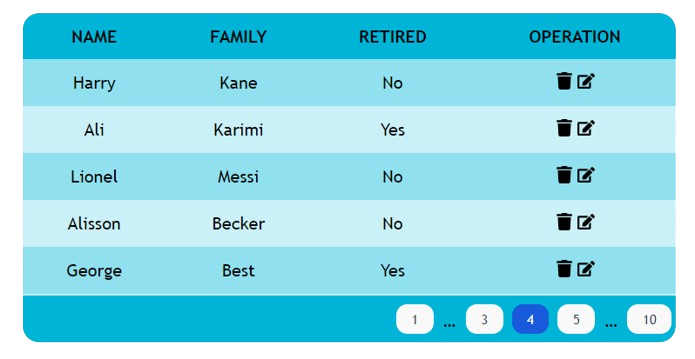 NAME FAMILY RETIRED OPERATION
Harry Kane No
Ali Karimi Yes
Lionel Messi No
Alisson Becker No
George Best Yes
1 ... 3 4 5 ... 10